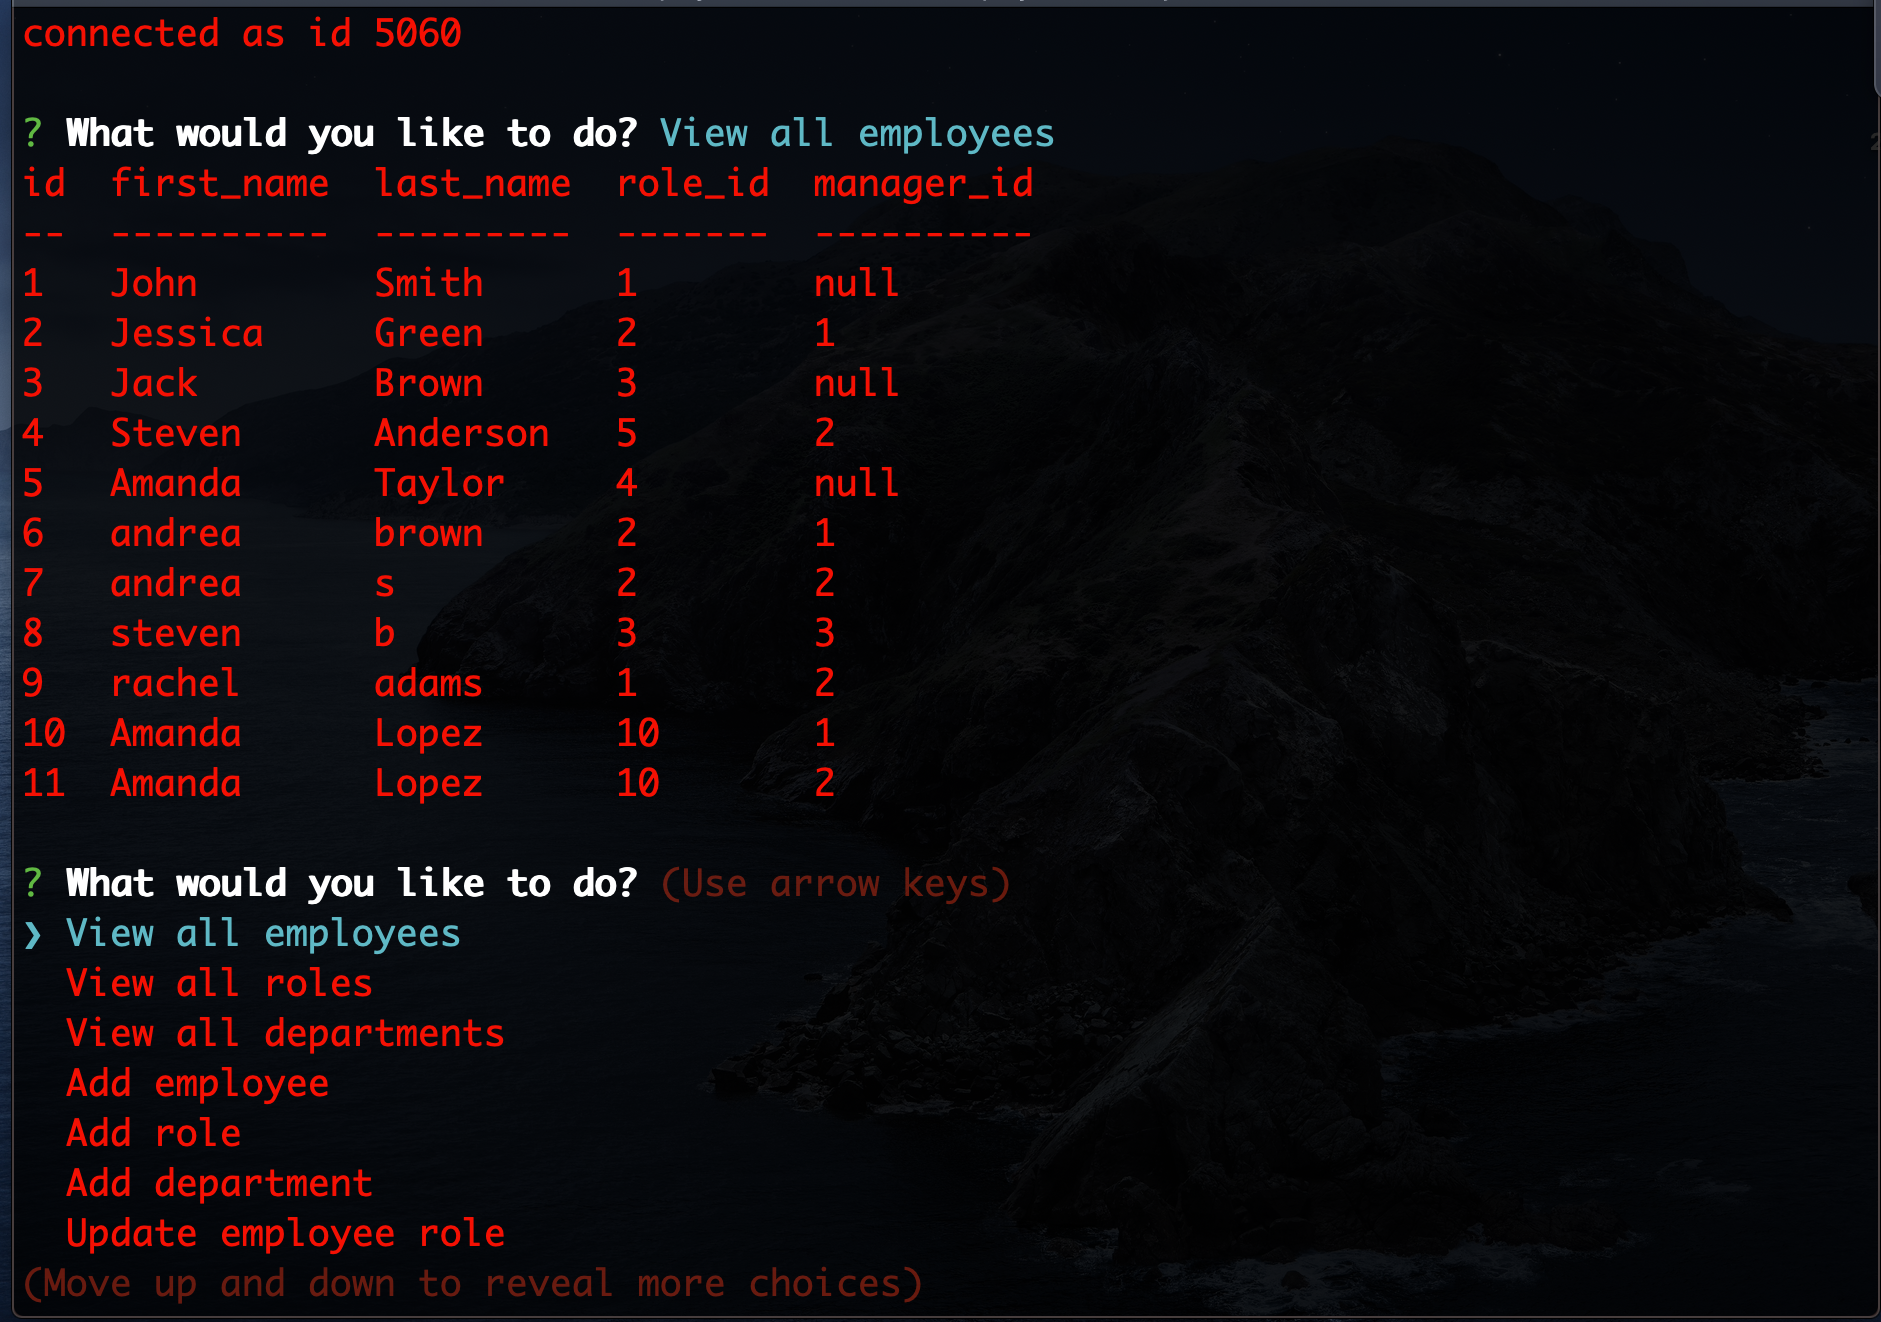 connected as id 5060
? What would you like to do? View all employees
id  first_name  last_name  role_id  manager_id
--  ----------  ---------  -------  ----------
1   John        Smith      1        null
2   Jessica     Green      2        1
3   Jack        Brown      3        null
4   Steven      Anderson   5        2
5   Amanda      Taylor     4        null
6   andrea      brown      2        1
7   andrea      s          2        2
8   steven      b          3        3
9   rachel      adams      1        2
10  Amanda      Lopez      10       1
11  Amanda      Lopez      10       2
? What would you like to do? (Use arrow keys)
❯ View all employees
  View all roles
  View all departments
  Add employee
  Add role
  Add department
  Update employee role
(Move up and down to reveal more choices)